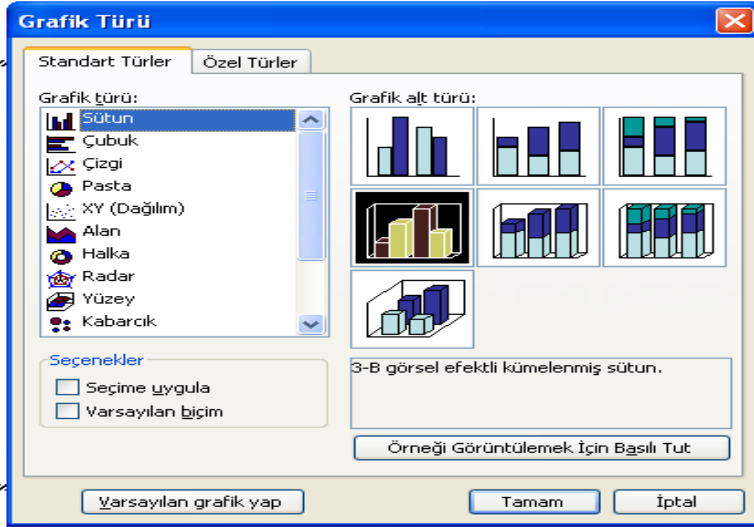 Grafik Türü
Standart Türler
Özel Türler
Grafik türü:
Sütun
Çubuk
Çizgi
Pasta
XY (Dağılım)
Alan
Halka
Radar
Yüzey
Kabarcık
Grafik alt türü:
3-B görsel efektli kümelenmiş sütun.
Seçenekler
Seçime uygula
Varsayılan biçim
Örneği Görüntülemek İçin Basılı Tut
Varsayılan grafik yap
Tamam
İptal